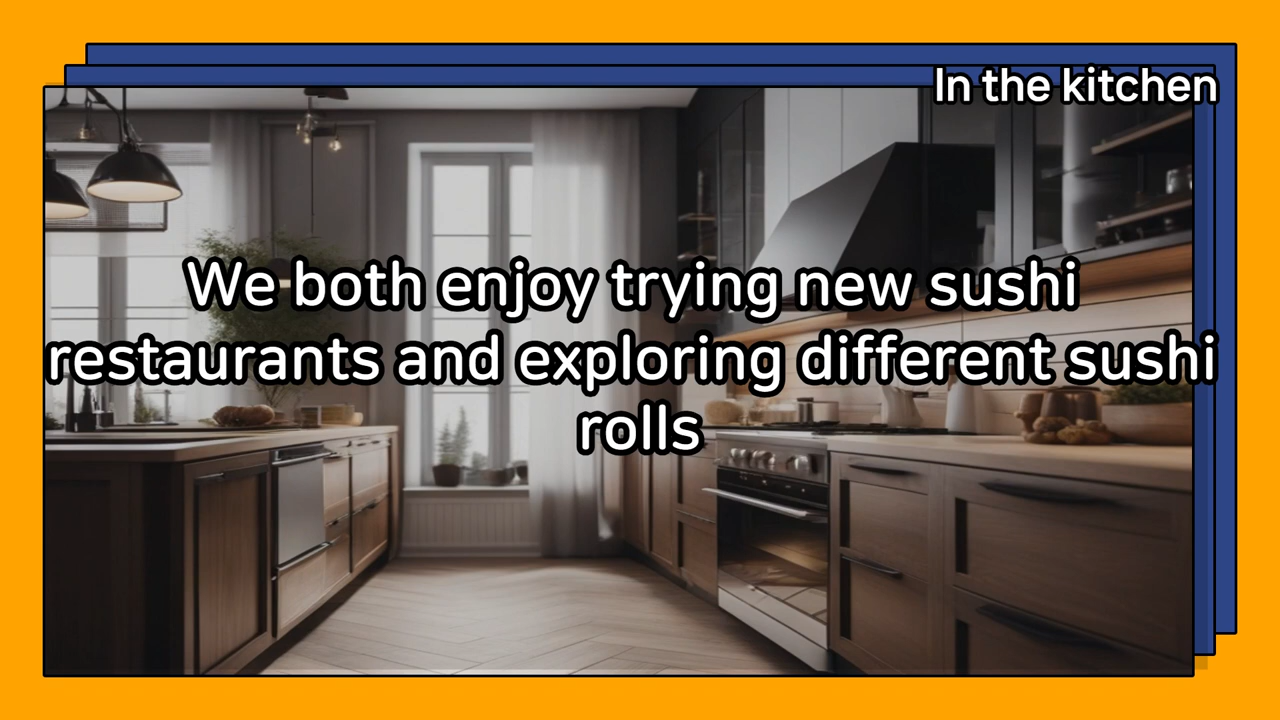 In the kitchen
We both enjoy trying new sushi
restaurants and exploring different sushi
rolls